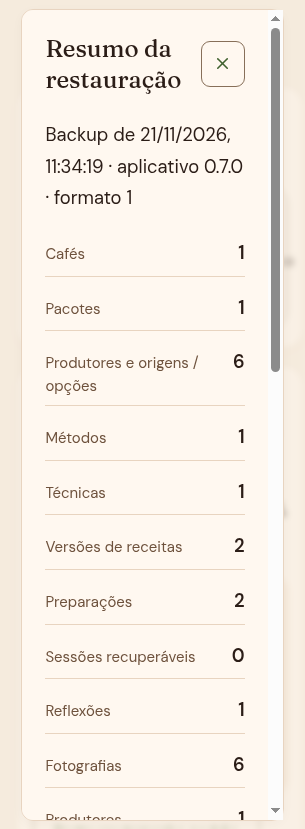 Resumo da
restauração
Backup de 21/11/2026,
11:34:19 · aplicativo 0.7.0
· formato 1
Cafés 1
Pacotes 1
Produtores e origens / 6
opções
Métodos 1
Técnicas 1
Versões de receitas 2
Preparações 2
Sessões recuperáveis 0
Reflexões 1
Fotografias 6
Produtores 1